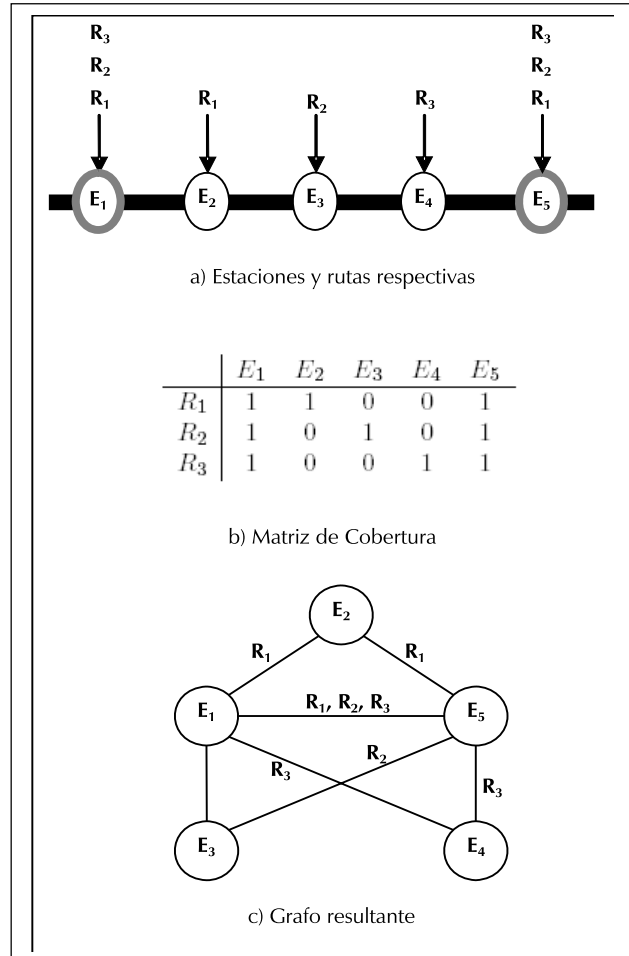 R3 R3
R2 R2
R1 R1 R2 R3 R1
E1 E2 E3 E4 E5
a) Estaciones y rutas respectivas
E1 E2 E3 E4 E5
R1 1 1 0 0 1
R2 1 0 1 0 1
R3 1 0 0 1 1
b) Matriz de Cobertura
E2
R1 R1
E1 R1, R2, R3 E5
R2
R3 R3
E3 E4
c) Grafo resultante